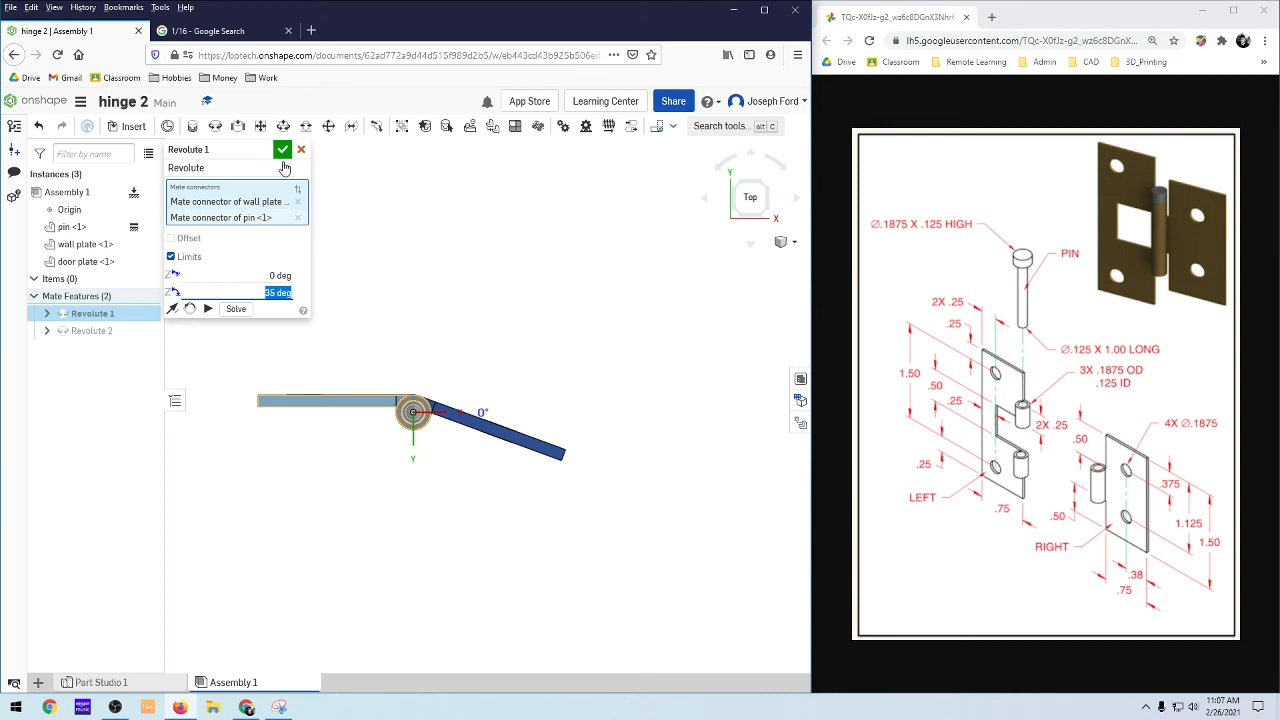 File Edit View History Bookmarks Tools Help
hinge 2 | Assembly 1
1/16 - Google Search
https://bptech.onshape.com/documents/62ad772a9d44d515f989d2b5/w/eb443cd43b925b506ed
Drive Gmail Classroom Hobbies Money Work
onshape hinge 2 Main
App Store Learning Center Share Joseph Ford
Insert
Search tools... alt C
Filter by name
Instances (3)
Assembly 1
Origin
pin <1>
wall plate <1>
door plate <1>
Items (0)
Mate Features (2)
Revolute 1
Revolute 2
Revolute 1
Revolute
Mate connectors
Mate connector of wall plate ...
Mate connector of pin <1>
Offset
Limits
0 deg
35 deg
Solve
Y
Top
X
0°
Y
Part Studio 1
Assembly 1
TQc-X0fJz-g2_wz6c8DGnX3Nhr6
lh5.googleusercontent.com/TQc-X0fJz-g2_wz6c8DGnX...
Drive Classroom Remote Learning Admin CAD 3D_Printing »
Ø.1875 X .125 HIGH
PIN
2X .25
.25
Ø.125 X 1.00 LONG
3X .1875 OD
.125 ID
1.50
.50
.25
2X .25
.25
LEFT
.75
4X Ø.1875
.50
.375
.50
1.125
1.50
RIGHT
.38
.75
11:07 AM
2/26/2021